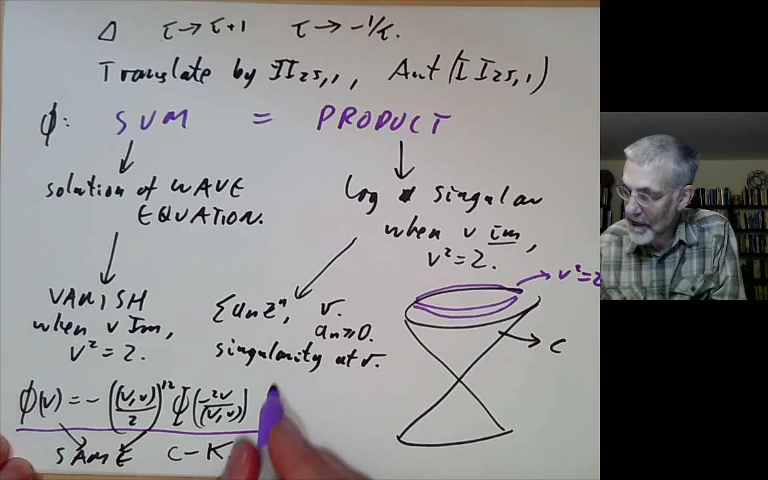 Δ τ→τ+1 τ→-1/τ.
Translate by II25,1, Aut(II25,1)
φ: SUM = PRODUCT
solution of WAVE EQUATION.
log singular when v im, v²=2.
VANISH when v Im, v²=2.
Σanzⁿ, r. an≥0. singularity at r.
v²=2
C
φ(v) = -((v,v)/2)^12 φ(-2v/(v,v))
SAME C-K